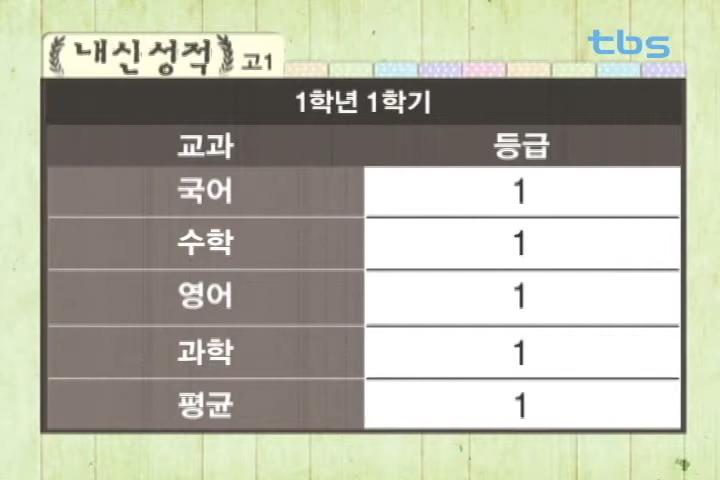 tbs
내신성적 고1
1학년 1학기
교과 등급
국어 1
수학 1
영어 1
과학 1
평균 1